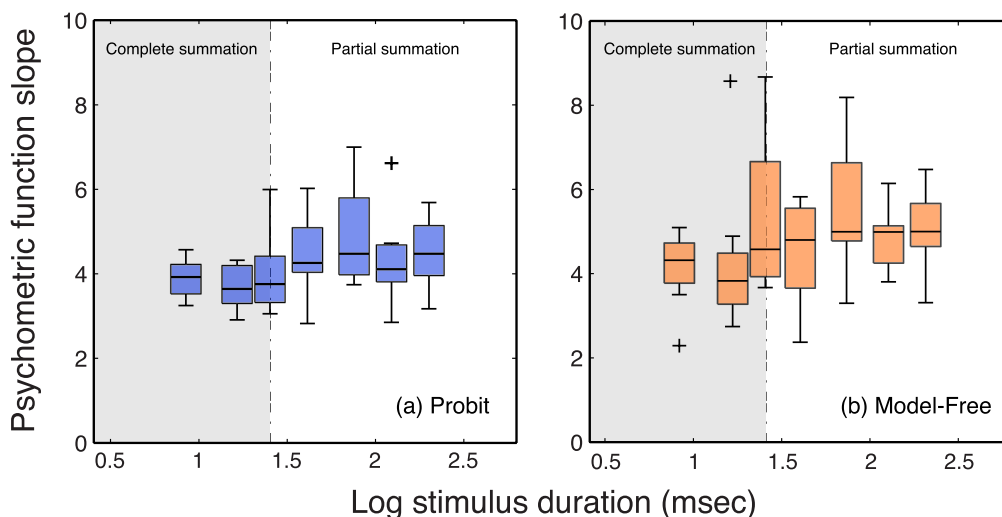 Psychometric function slope
10
8
6
4
2
0
Complete summation
Partial summation
(a) Probit
0.5
1
1.5
2
2.5
10
8
6
4
2
0
Complete summation
Partial summation
(b) Model-Free
0.5
1
1.5
2
2.5
Log stimulus duration (msec)